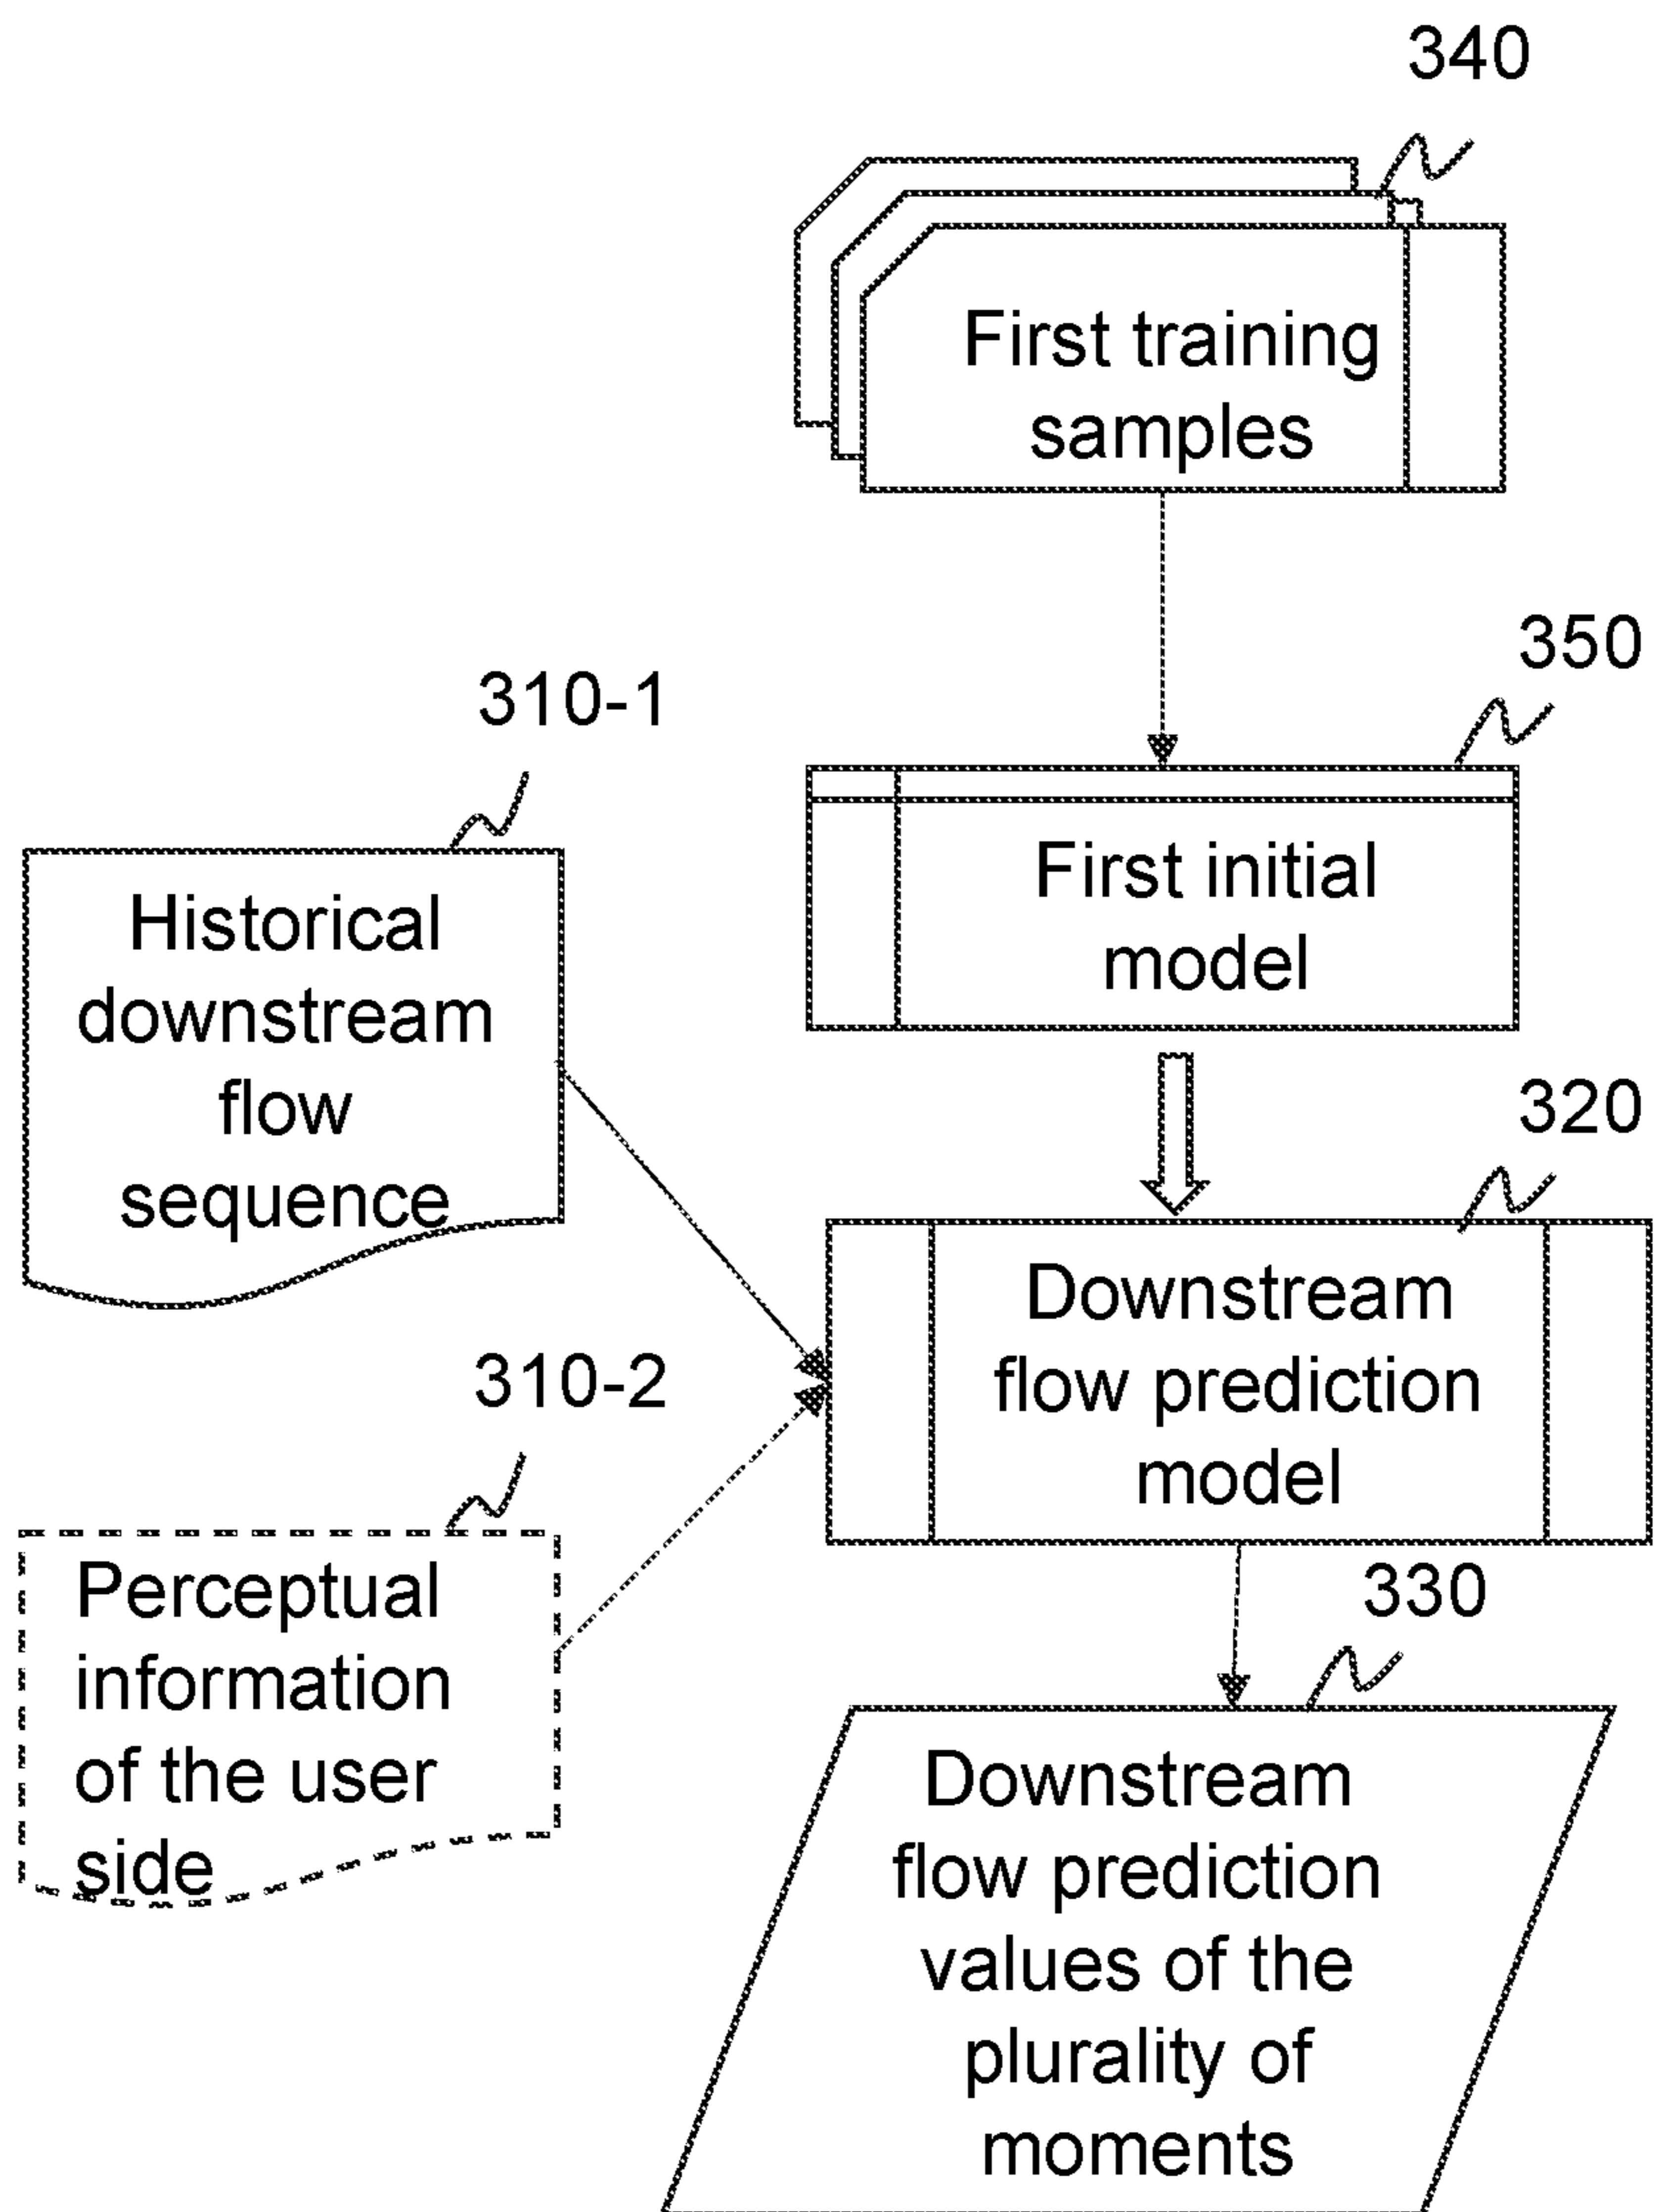 340
First training
samples
350
First initial
model
310-1
Historical
downstream
flow
sequence
320
Downstream
flow prediction
model
310-2
Perceptual
information
of the user
side
330
Downstream
flow prediction
values of the
plurality of
moments